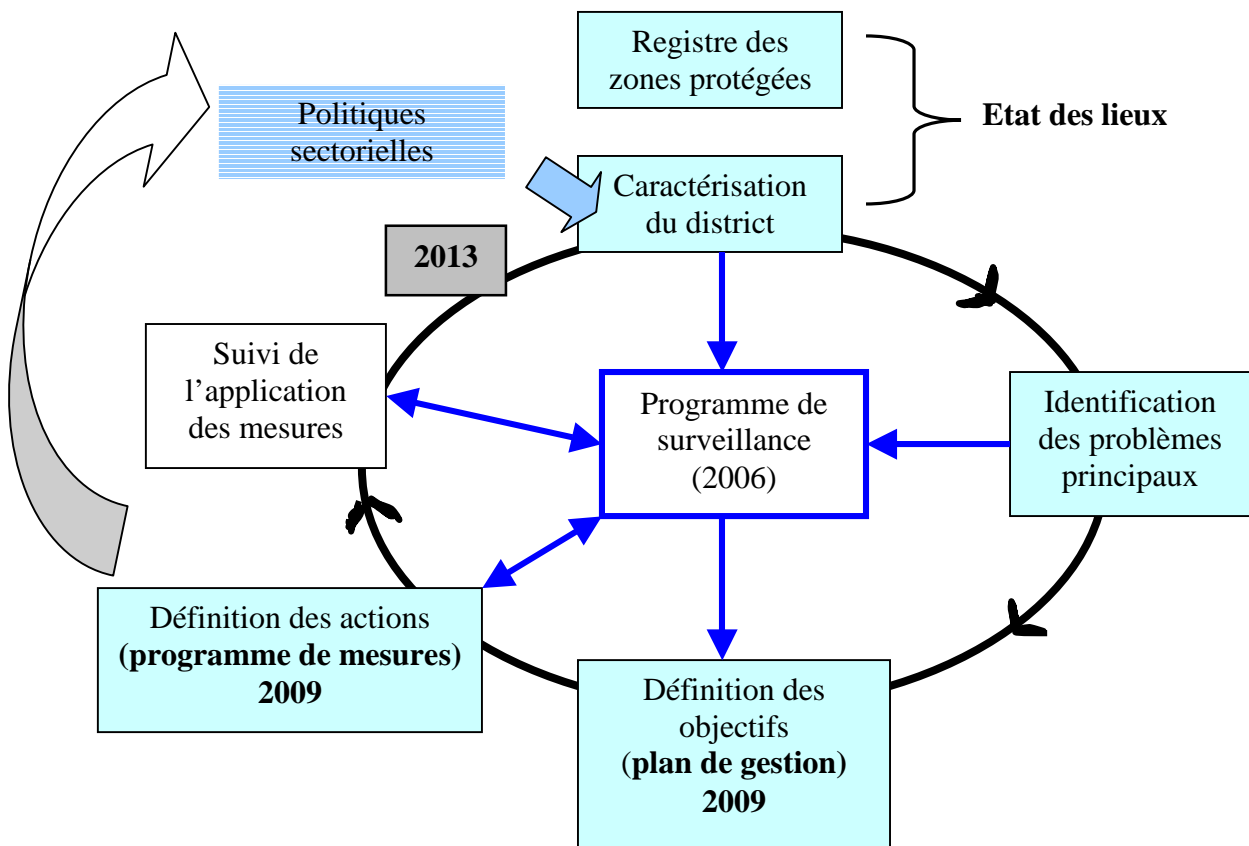 Registre des
zones protégées
Etat des lieux
Politiques
sectorielles
Caractérisation
du district
2013
Suivi de
l’application
des mesures
Programme de
surveillance
(2006)
Identification
des problèmes
principaux
Définition des actions
(programme de mesures)
2009
Définition des
objectifs
(plan de gestion)
2009